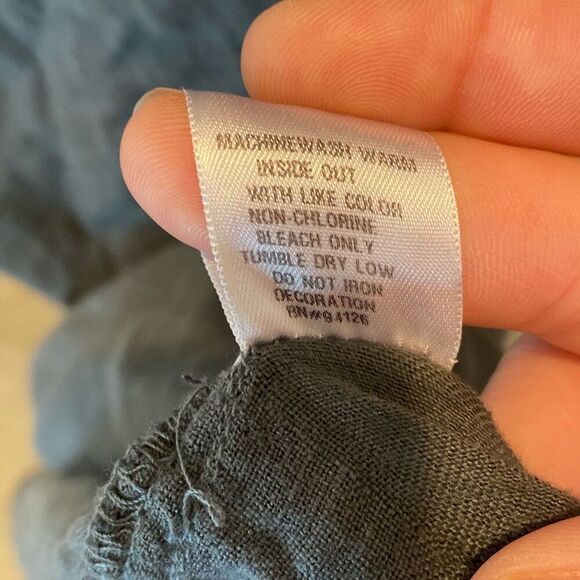 MACHINEWASH WARM
INSIDE OUT
WITH LIKE COLOR
NON-CHLORINE
BLEACH ONLY
TUMBLE DRY LOW
DO NOT IRON
DECORATION
RN#94126